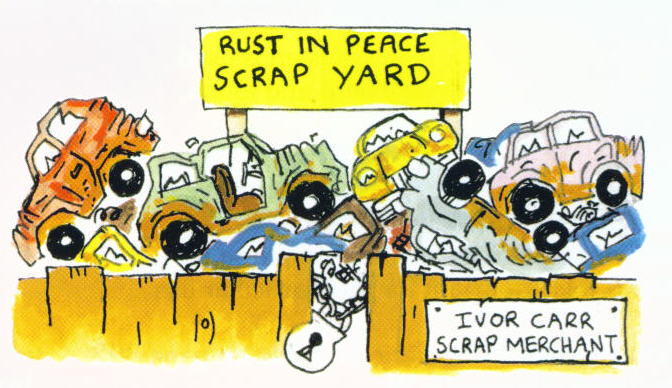 RUST IN PEACE
SCRAP YARD
IVOR CARR
SCRAP MERCHANT